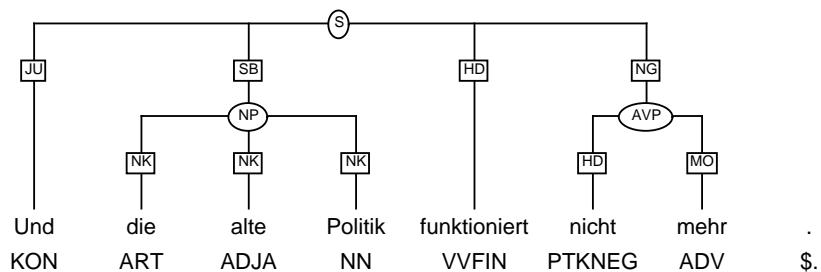 S
JU SB HD NG
NP AVP
NK NK NK HD MO
Und die alte Politik funktioniert nicht mehr .
KON ART ADJA NN VVFIN PTKNEG ADV $.